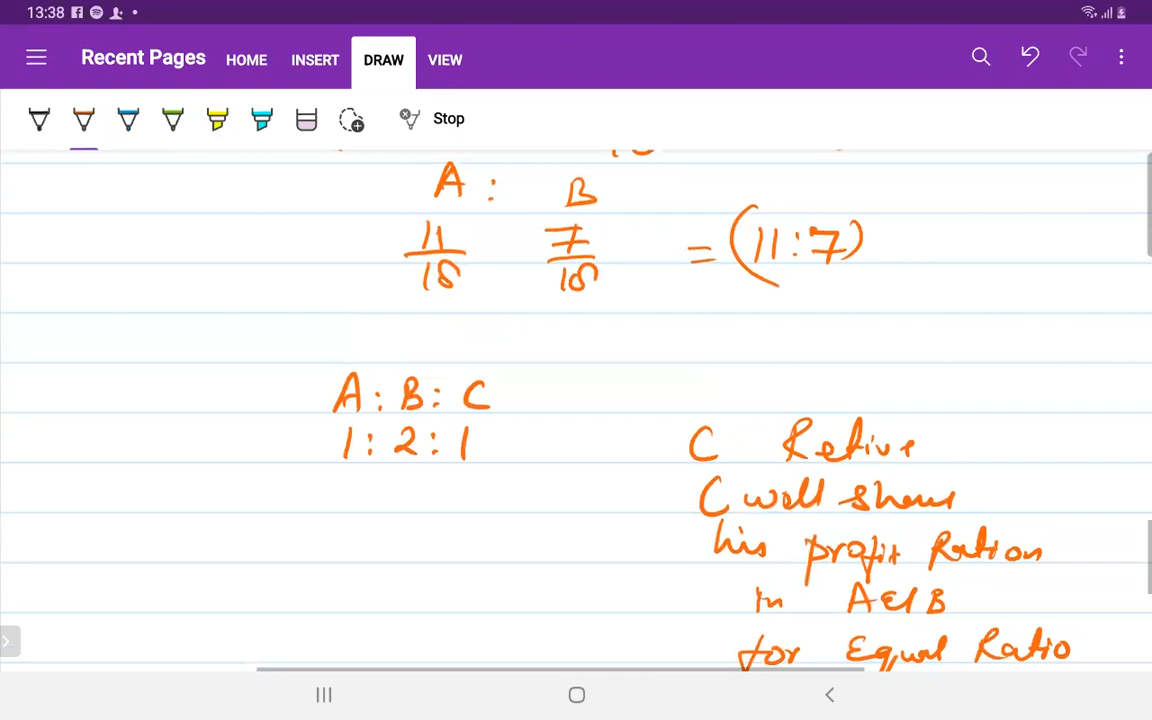 13:38
Recent Pages HOME INSERT DRAW VIEW
Stop
A : B
11/18 7/18 = (11:7)
A : B : C
1 : 2 : 1
C Retire
C well share
his profit Ration
in A & B
for Equal Ratio